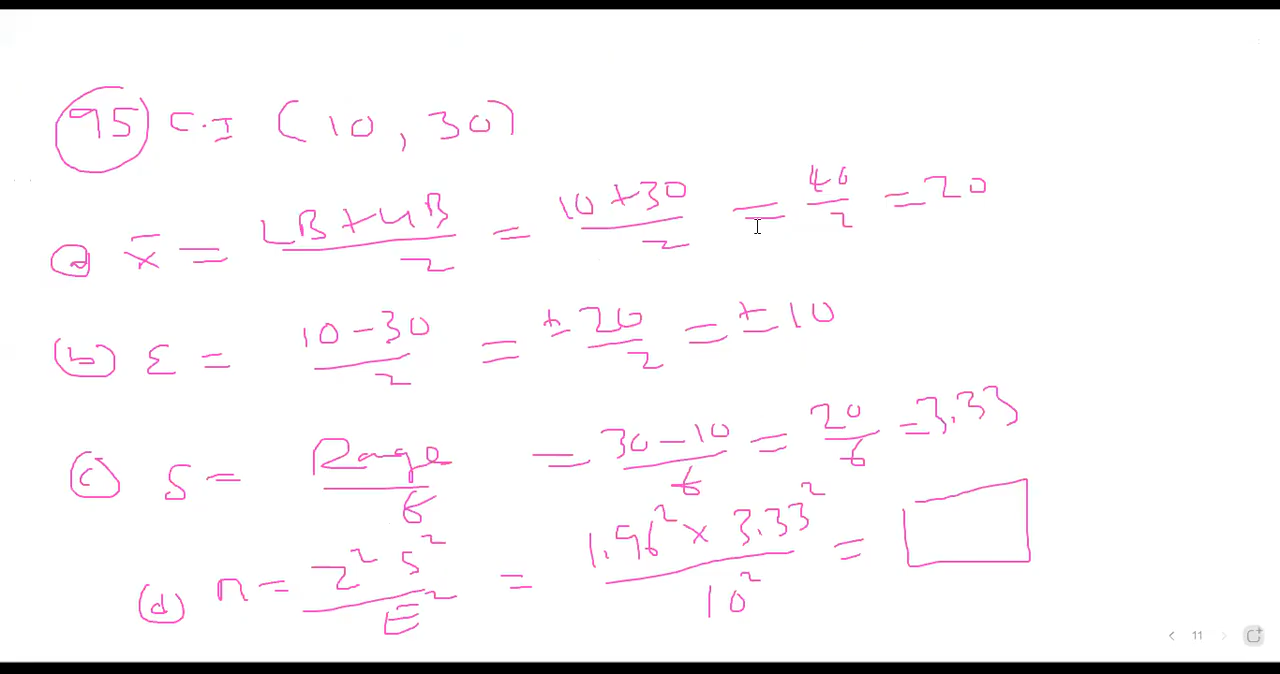 95 C.I (10, 30)
(a) x̄ = LB+UB/2 = 10+30/2 = 40/2 = 20
(b) Σ = 10-30/2 = ±20/2 = ±10
(c) S = Range/6 = 30-10/6 = 20/6 = 3.33
(d) n = Z² S²/E² = 1.96² x 3.33²/10² =
11